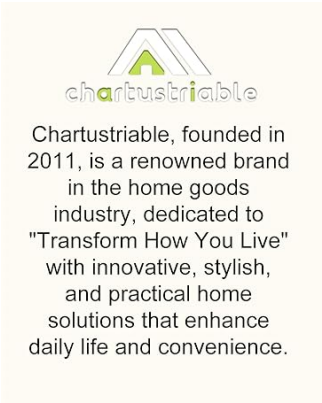 chartustriable
Chartustriable, founded in
2011, is a renowned brand
in the home goods
industry, dedicated to
"Transform How You Live"
with innovative, stylish,
and practical home
solutions that enhance
daily life and convenience.